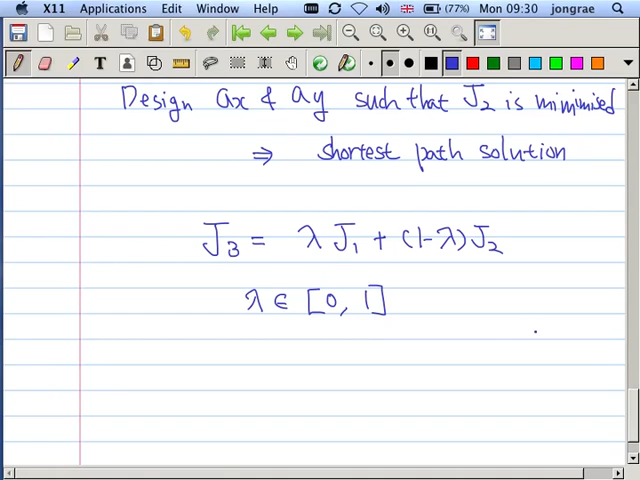 X11 Applications Edit Window Help (77%) Mon 09:30 jongrae
Design ax & ay such that J2 is minimised
⇒ shortest path solution
J3 = λ J1 + (1-λ) J2
λ ∈ [0, 1]